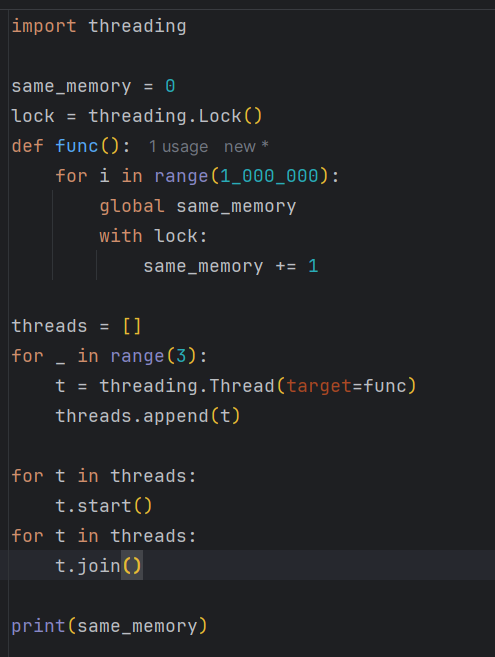 import threading

same_memory = 0
lock = threading.Lock()
def func():  1 usage  new *
    for i in range(1_000_000):
        global same_memory
        with lock:
            same_memory += 1

threads = []
for _ in range(3):
    t = threading.Thread(target=func)
    threads.append(t)

for t in threads:
    t.start()
for t in threads:
    t.join()

print(same_memory)